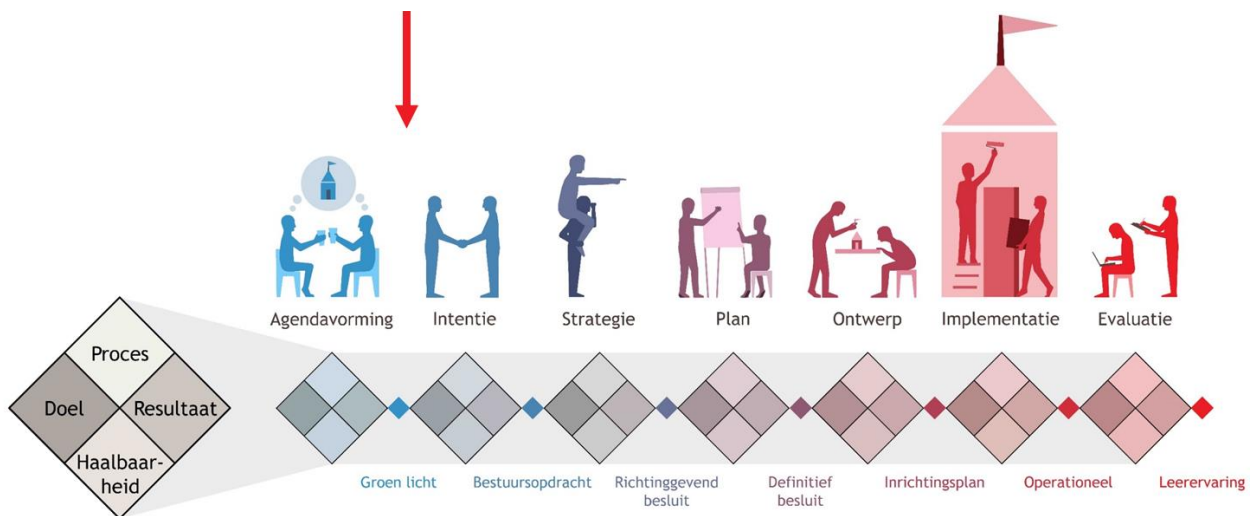 Agendavorming
Intentie
Strategie
Plan
Ontwerp
Implementatie
Evaluatie
Proces
Doel
Resultaat
Haalbaar-
heid
Groen licht
Bestuursopdracht
Richtinggevend
besluit
Definitief
besluit
Inrichtingsplan
Operationeel
Leerervaring